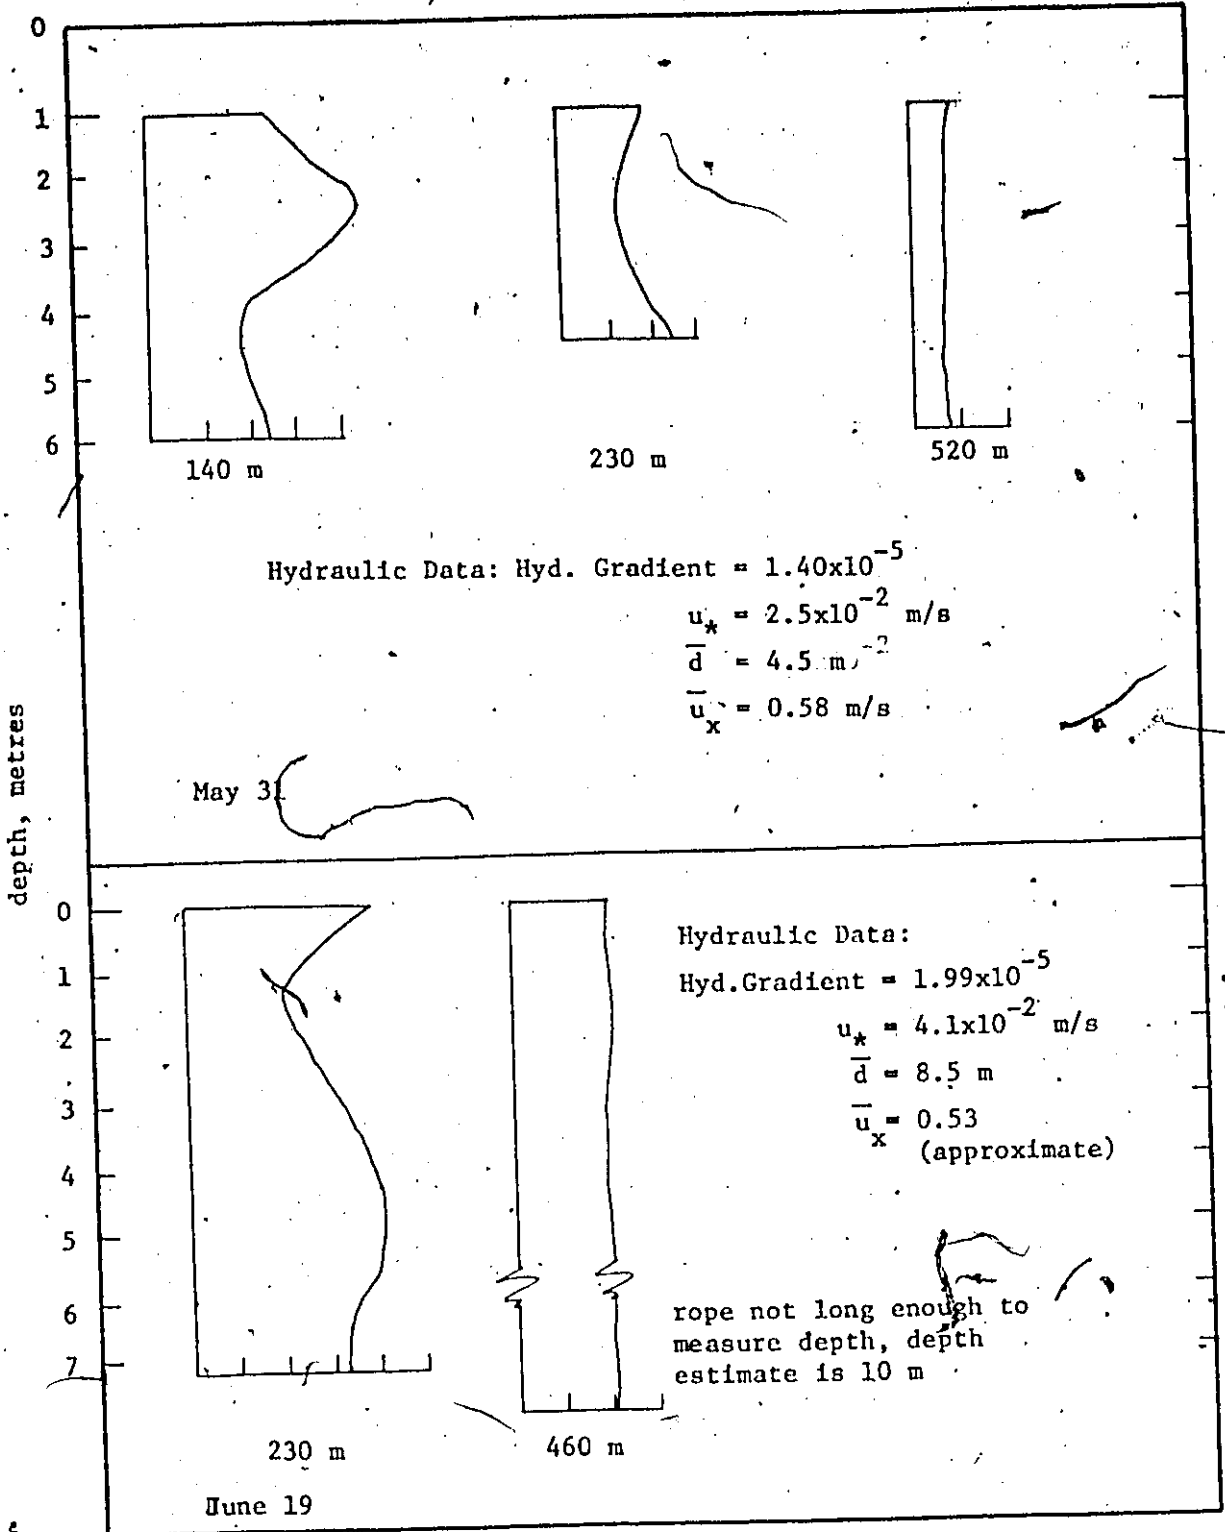 0
1
2
3
4
5
6
140 m
230 m
520 m
Hydraulic Data: Hyd. Gradient = 1.40x10^-5
u* = 2.5x10^-2 m/s
d̅ = 4.5 m
u̅x = 0.58 m/s
depth, metres
May 31
0
1
2
3
4
5
6
7
Hydraulic Data:
Hyd.Gradient = 1.99x10^-5
u* = 4.1x10^-2 m/s
d̅ = 8.5 m
u̅x = 0.53
(approximate)
rope not long enough to
measure depth, depth
estimate is 10 m
230 m
460 m
June 19